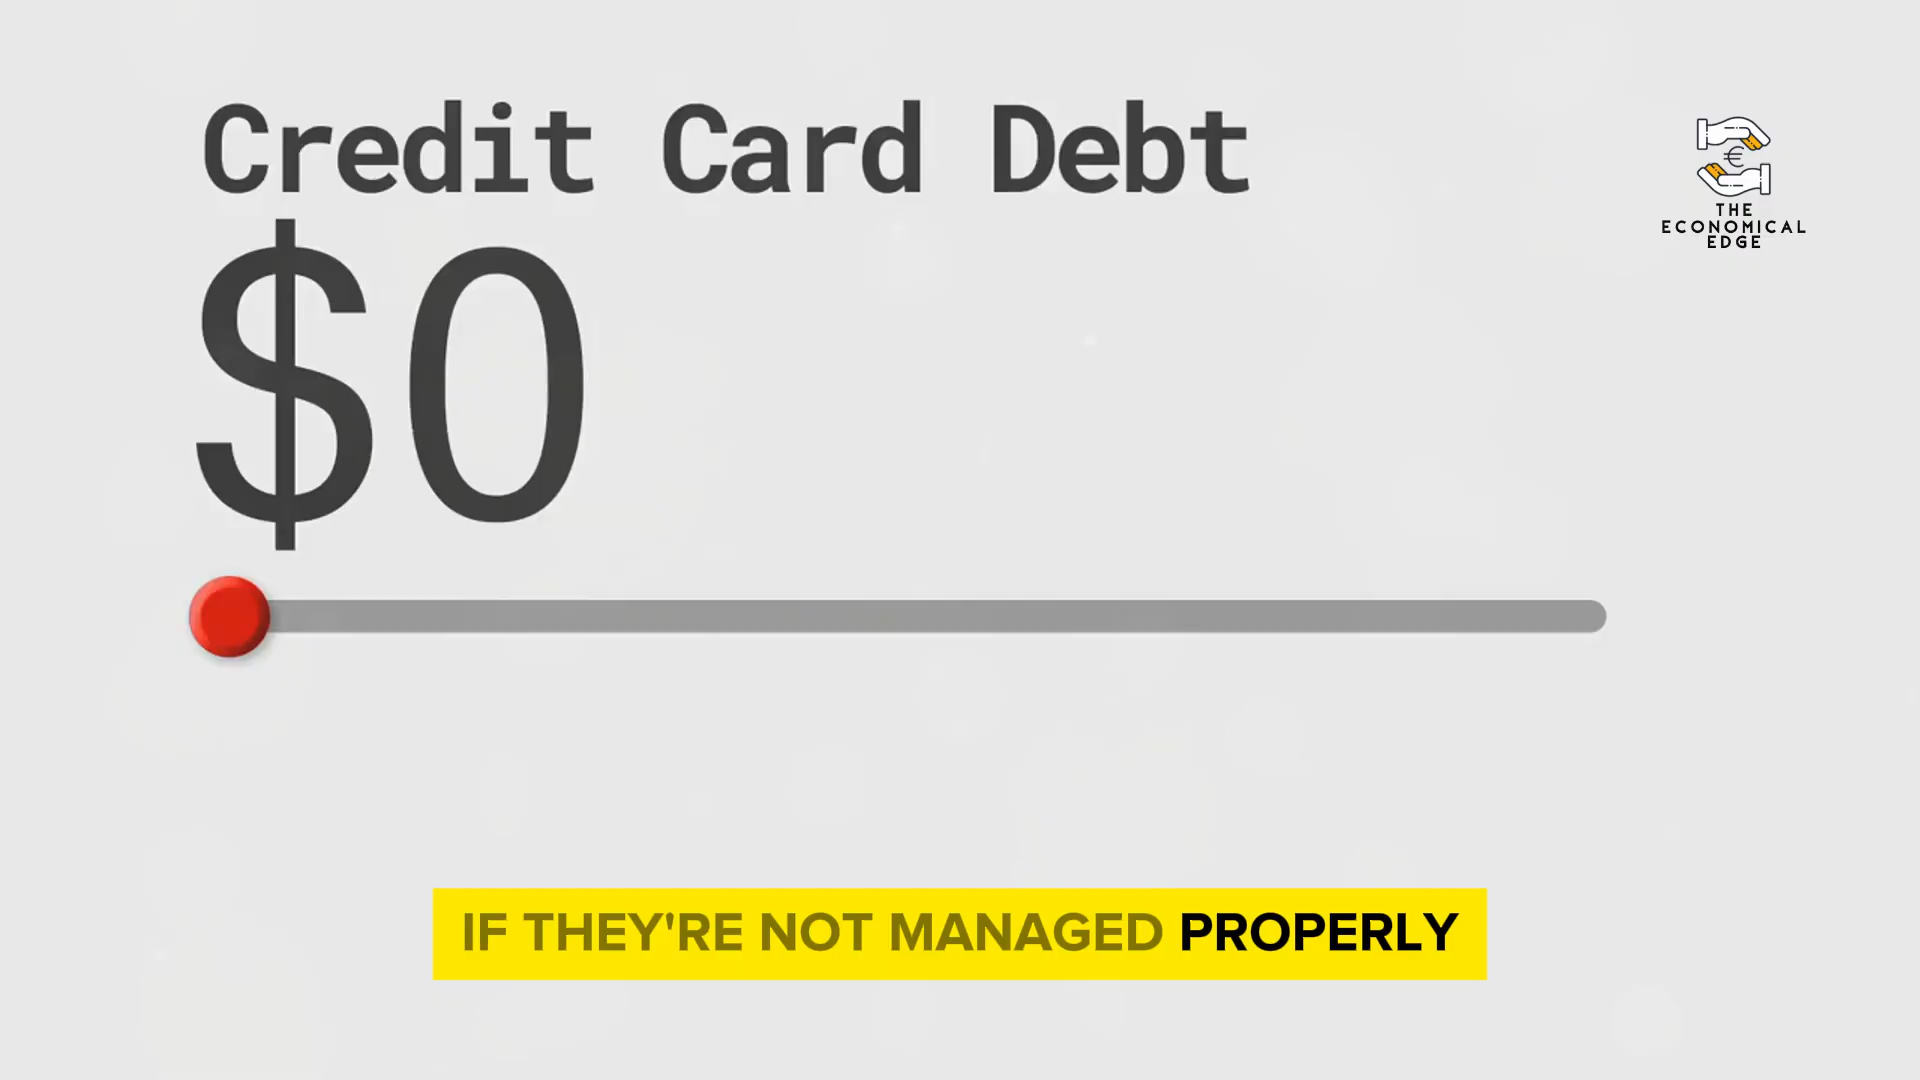 Credit Card Debt
$0
€
THE
ECONOMICAL
EDGE
IF THEY'RE NOT MANAGED PROPERLY